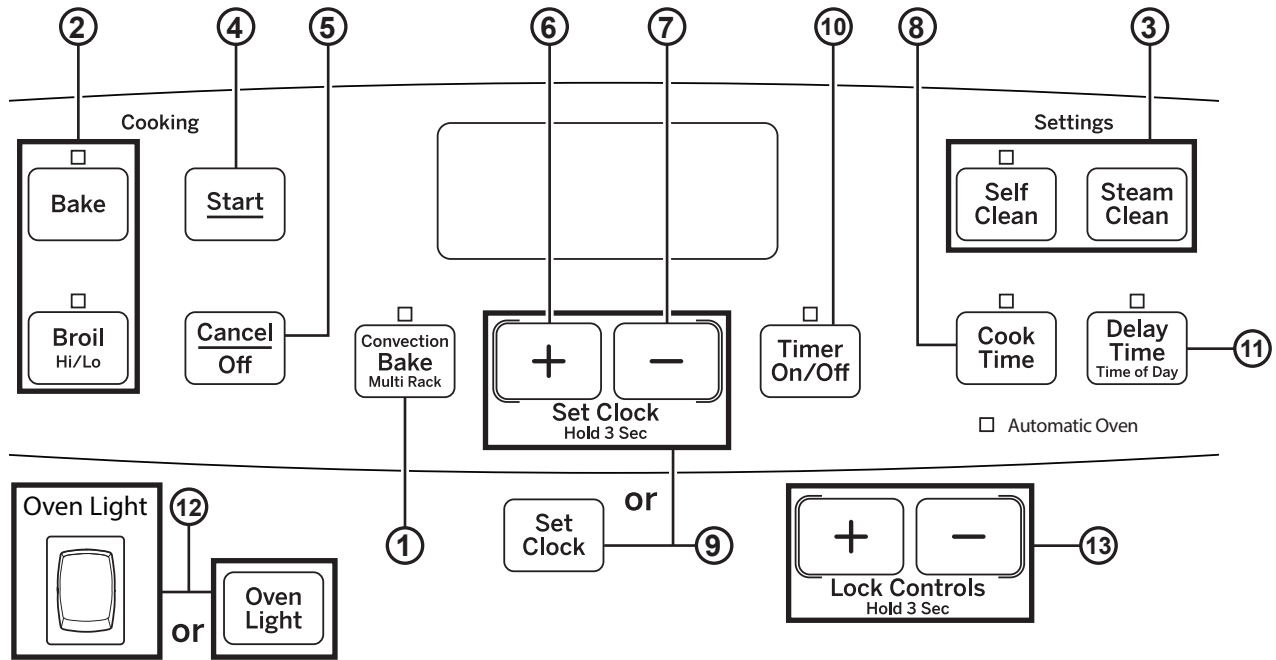 2
4
5
6
7
10
8
3
Cooking
Settings
Bake
Start
Self
Clean
Steam
Clean
Broil
Hi/Lo
Cancel
Off
Convection
Bake
Multi Rack
+
−
Set Clock
Hold 3 Sec
Timer
On/Off
Cook
Time
Delay
Time
Time of Day
11
Automatic Oven
Oven Light
12
or
Oven
Light
1
Set
Clock
or
9
+
−
Lock Controls
Hold 3 Sec
13